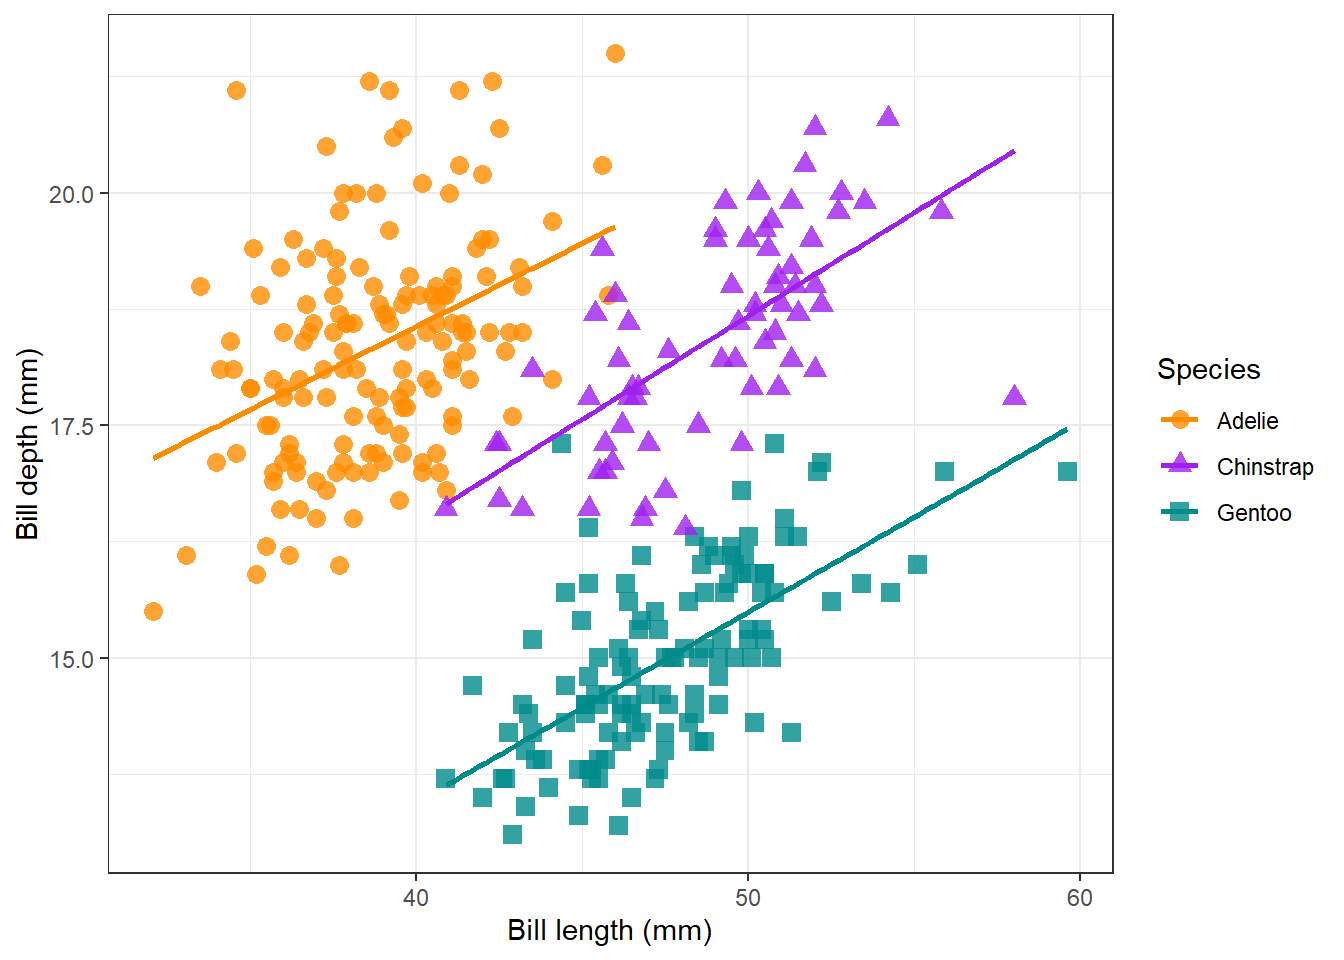 20.0
17.5
15.0
Bill depth (mm)
40
50
60
Bill length (mm)
Species
Adelie
Chinstrap
Gentoo